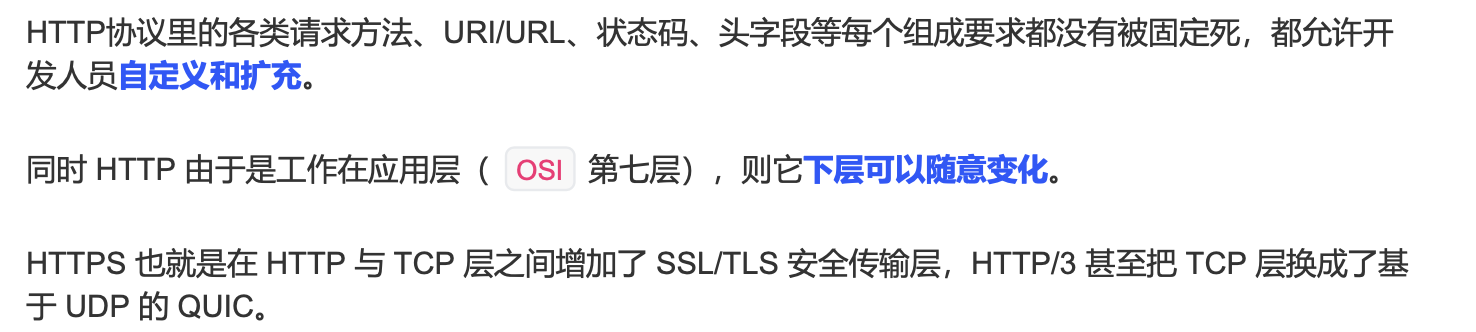 HTTP协议里的各类请求方法、URI/URL、状态码、头字段等每个组成要求都没有被固定死，都允许开
发人员自定义和扩充。
同时 HTTP 由于是工作在应用层（ OSI 第七层），则它下层可以随意变化。
HTTPS 也就是在 HTTP 与 TCP 层之间增加了 SSL/TLS 安全传输层，HTTP/3 甚至把 TCP 层换成了基
于 UDP 的 QUIC。